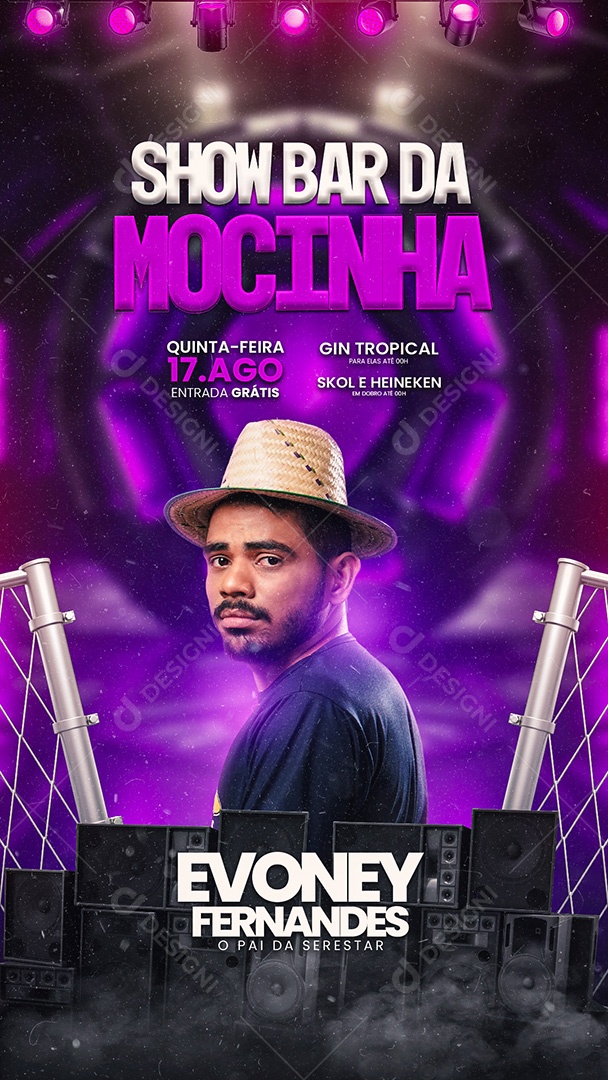 SHOW BAR DA
MOCINHA
QUINTA-FEIRA
17.AGO
ENTRADA GRÁTIS
GIN TROPICAL
PARA ELAS ATÉ 00H
SKOL E HEINEKEN
EM DOBRO ATÉ 00H
EVONEY
FERNANDES
O PAI DA SERESTAR
DESIGNI